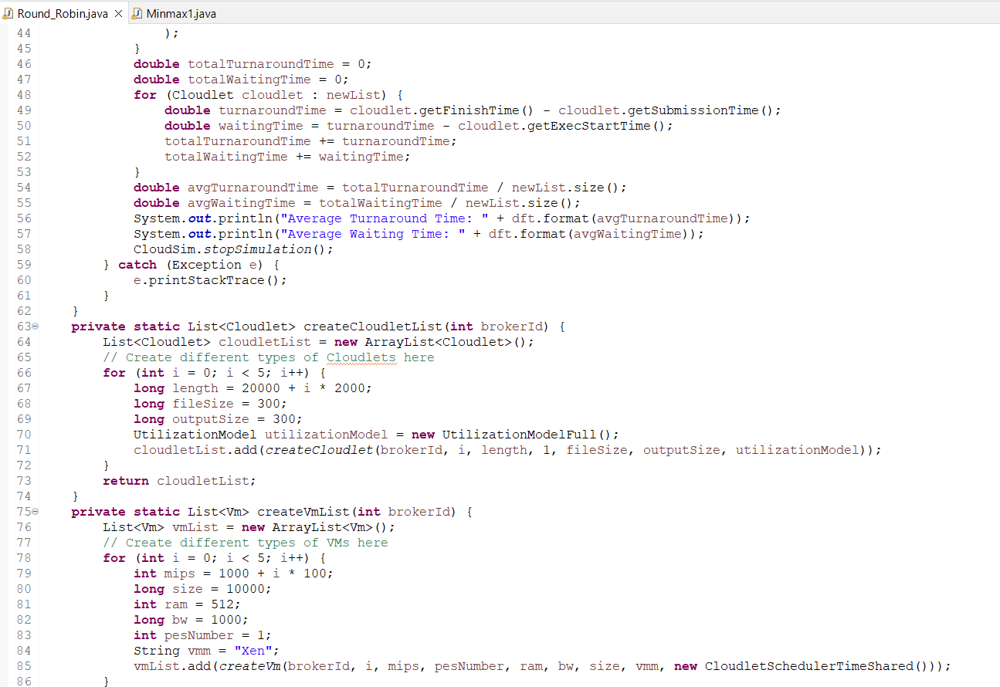 Round_Robin.java Minmax1.java
44 );
45 }
46 double totalTurnaroundTime = 0;
47 double totalWaitingTime = 0;
48 for (Cloudlet cloudlet : newList) {
49 double turnaroundTime = cloudlet.getFinishTime() - cloudlet.getSubmissionTime();
50 double waitingTime = turnaroundTime - cloudlet.getExecStartTime();
51 totalTurnaroundTime += turnaroundTime;
52 totalWaitingTime += waitingTime;
53 }
54 double avgTurnaroundTime = totalTurnaroundTime / newList.size();
55 double avgWaitingTime = totalWaitingTime / newList.size();
56 System.out.println("Average Turnaround Time: " + dft.format(avgTurnaroundTime));
57 System.out.println("Average Waiting Time: " + dft.format(avgWaitingTime));
58 CloudSim.stopSimulation();
59 } catch (Exception e) {
60 e.printStackTrace();
61 }
62 }
63 private static List<Cloudlet> createCloudletList(int brokerId) {
64 List<Cloudlet> cloudletList = new ArrayList<Cloudlet>();
65 // Create different types of Cloudlets here
66 for (int i = 0; i < 5; i++) {
67 long length = 20000 + i * 2000;
68 long fileSize = 300;
69 long outputSize = 300;
70 UtilizationModel utilizationModel = new UtilizationModelFull();
71 cloudletList.add(createCloudlet(brokerId, i, length, 1, fileSize, outputSize, utilizationModel));
72 }
73 return cloudletList;
74 }
75 private static List<Vm> createVmList(int brokerId) {
76 List<Vm> vmList = new ArrayList<Vm>();
77 // Create different types of VMs here
78 for (int i = 0; i < 5; i++) {
79 int mips = 1000 + i * 100;
80 long size = 10000;
81 int ram = 512;
82 long bw = 1000;
83 int pesNumber = 1;
84 String vmm = "Xen";
85 vmList.add(createVm(brokerId, i, mips, pesNumber, ram, bw, size, vmm, new CloudletSchedulerTimeShared()));
86 }